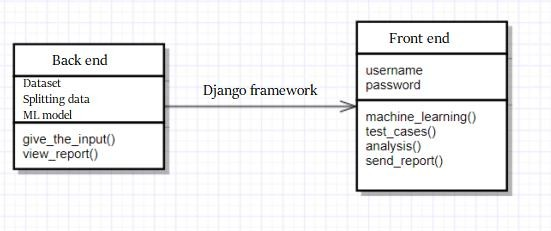 Back end
Dataset
Splitting data
ML model
give_the_input()
view_report()
Django framework
Front end
username
password
machine_learning()
test_cases()
analysis()
send_report()